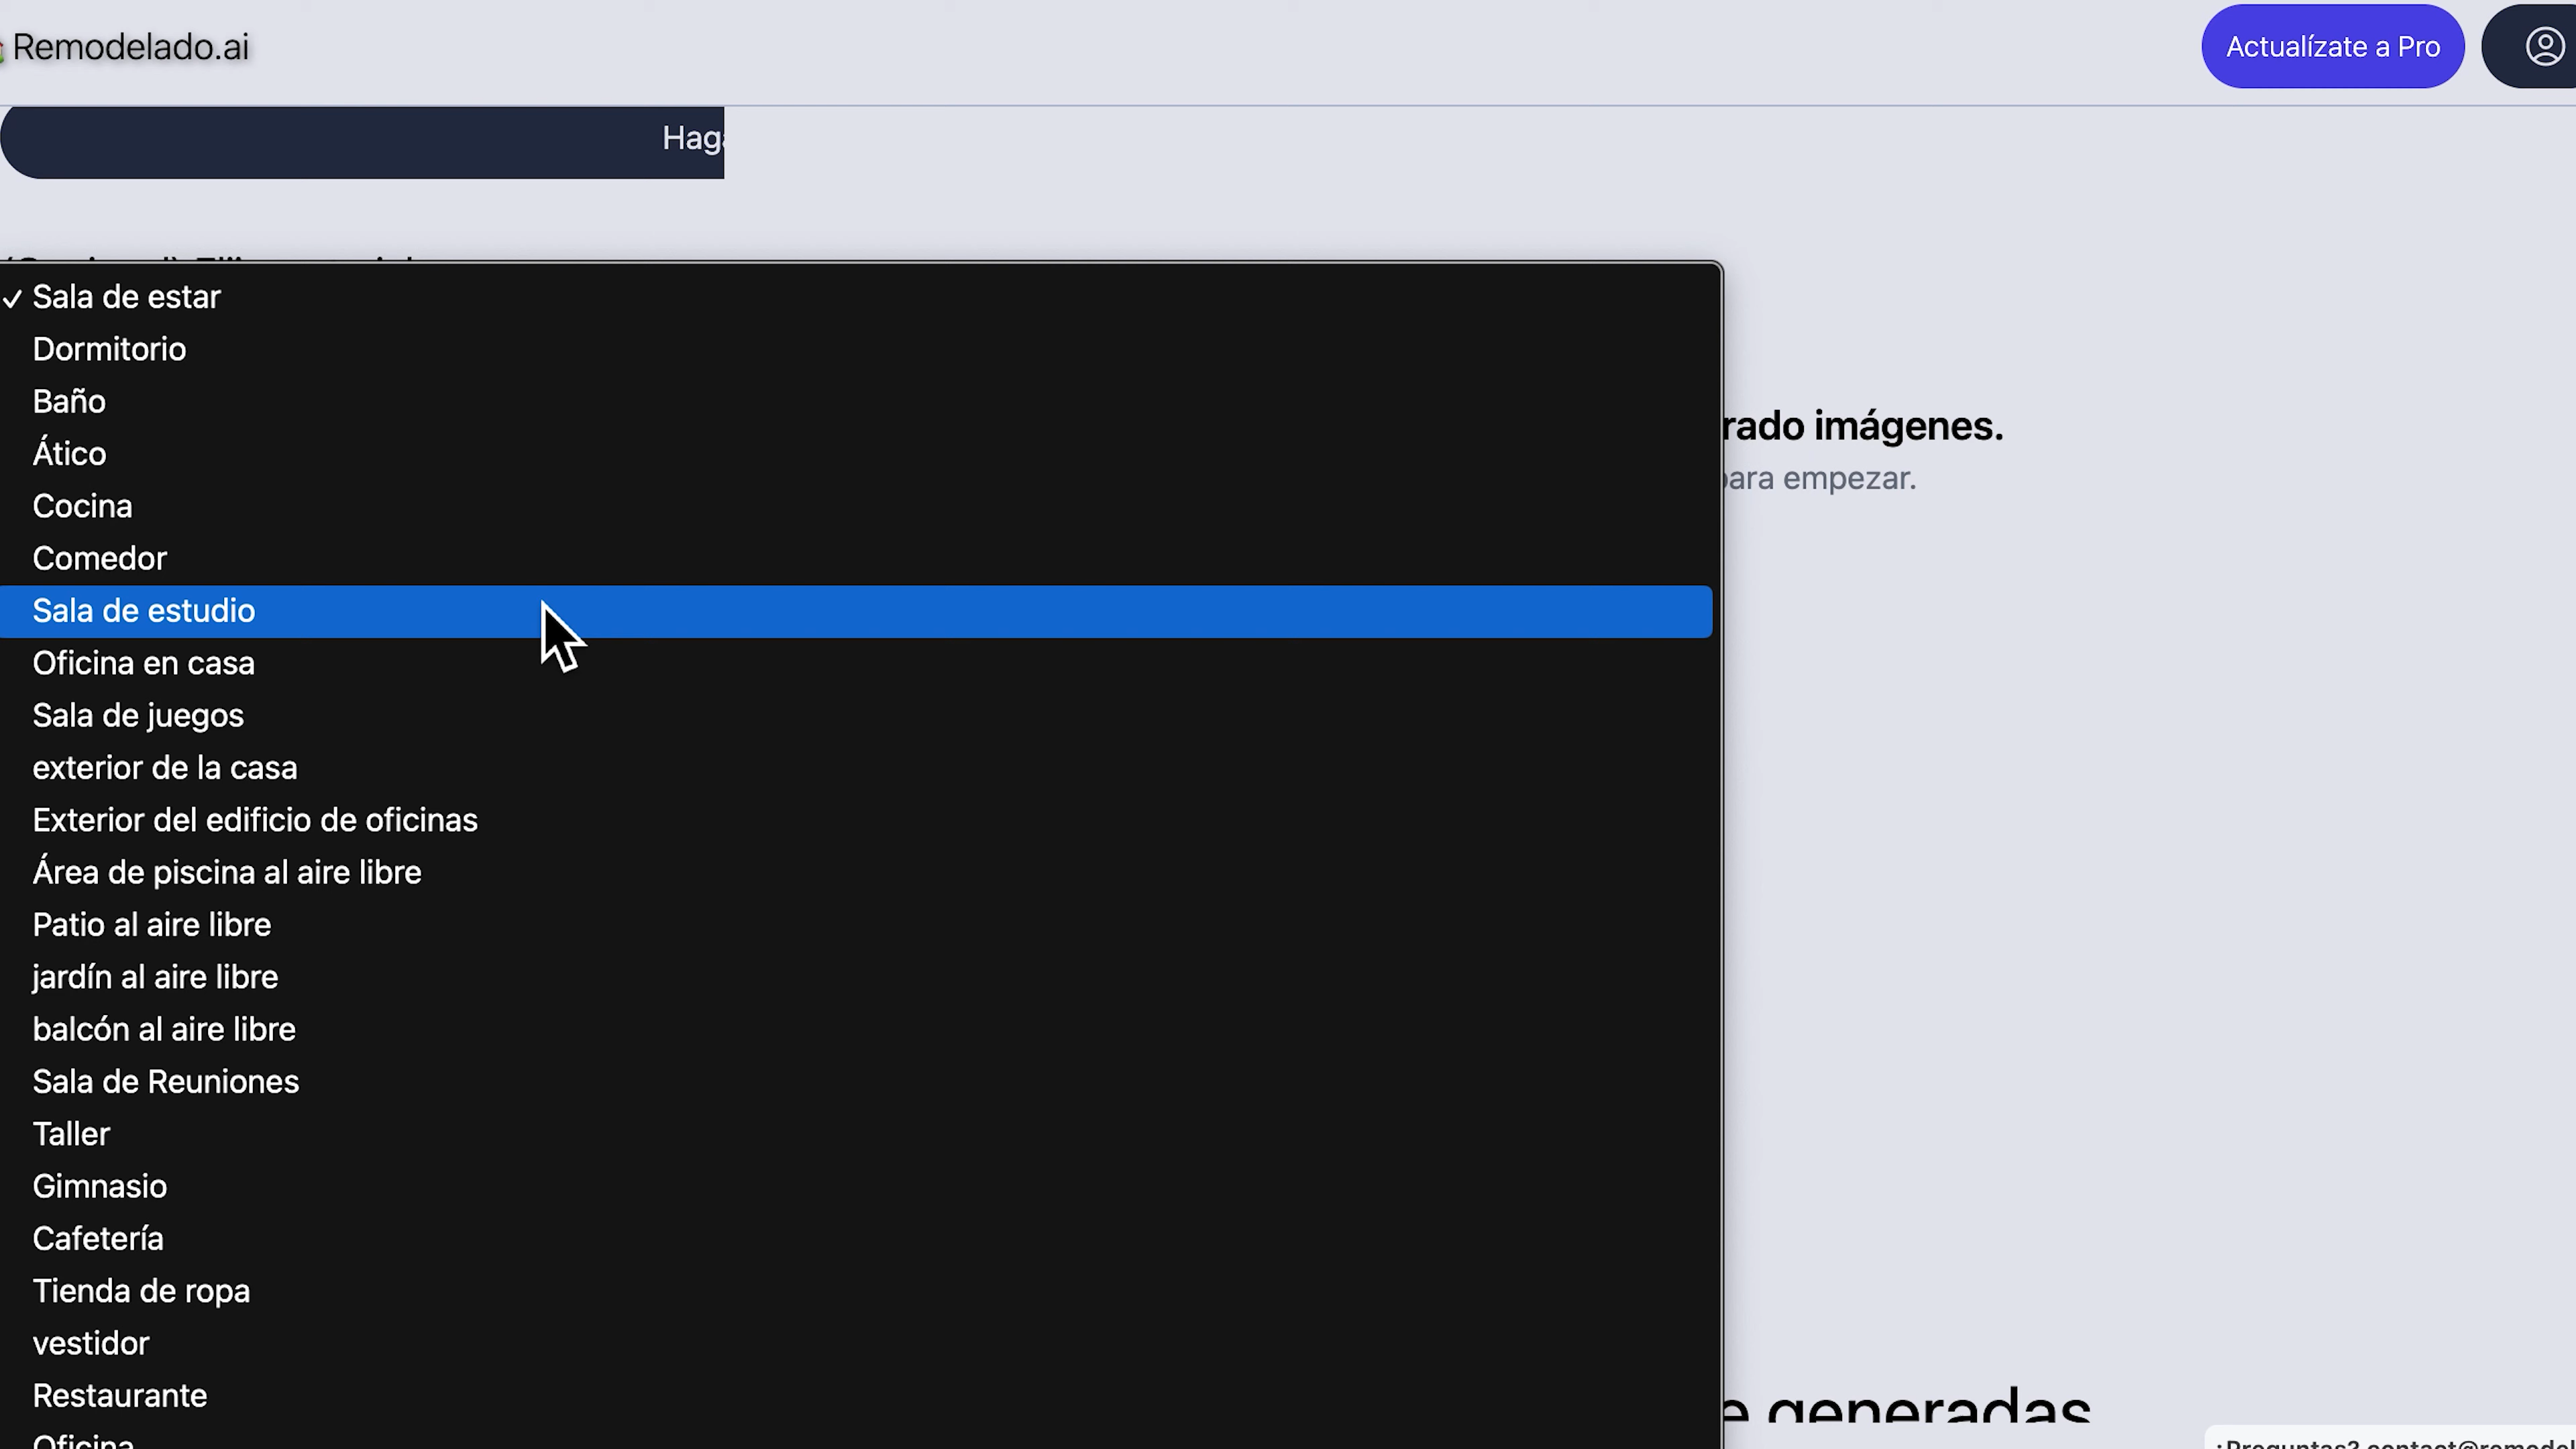 Remodelado.ai
Actualízate a Pro
Sala de estar
Dormitorio
Baño
Ático
Cocina
Comedor
Sala de estudio
Oficina en casa
Sala de juegos
exterior de la casa
Exterior del edificio de oficinas
Área de piscina al aire libre
Patio al aire libre
jardín al aire libre
balcón al aire libre
Sala de Reuniones
Taller
Gimnasio
Cafetería
Tienda de ropa
vestidor
Restaurante
Oficina
rado imágenes.
para empezar.
generadas